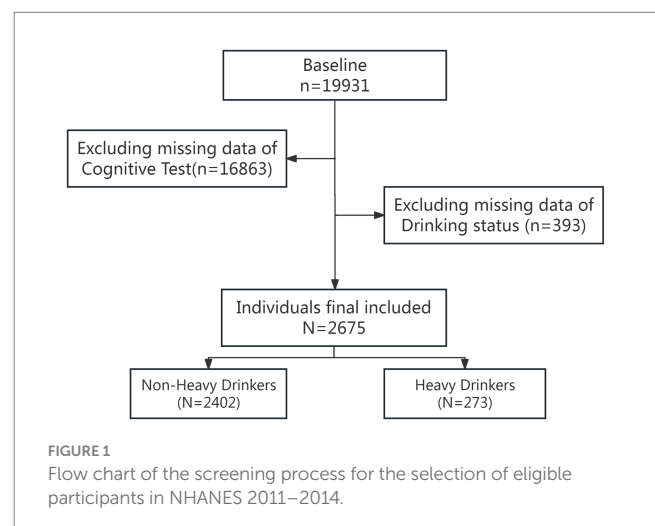 Baseline
n=19931
Excluding missing data of
Cognitive Test(n=16863)
Excluding missing data of
Drinking status (n=393)
Individuals final included
N=2675
Non-Heavy Drinkers
(N=2402)
Heavy Drinkers
(N=273)
FIGURE 1
Flow chart of the screening process for the selection of eligible
participants in NHANES 2011–2014.